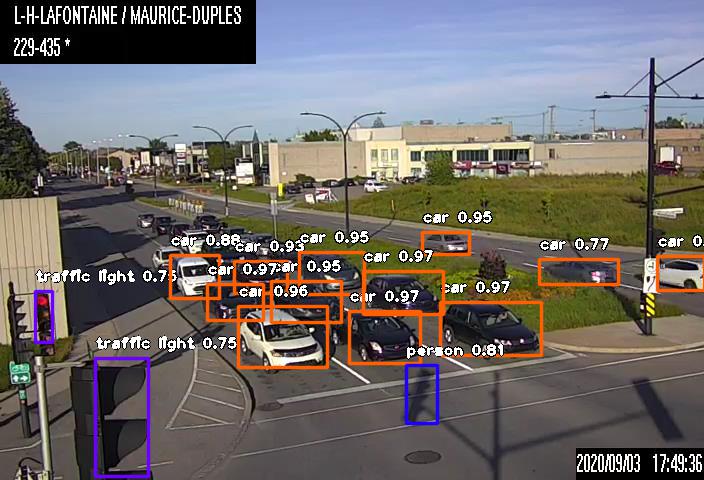 L-H-LAFONTAINE / MAURICE-DUPLES
229-435 *
car 0.95
car 0.88
car 0.93
car 0.95
car 0.77
car 0.
traffic light 0.75
car 0.97
car 0.95
car 0.97
car 0.96
car 0.97
car 0.97
traffic light 0.75
person 0.81
2020/09/03 17:49:36